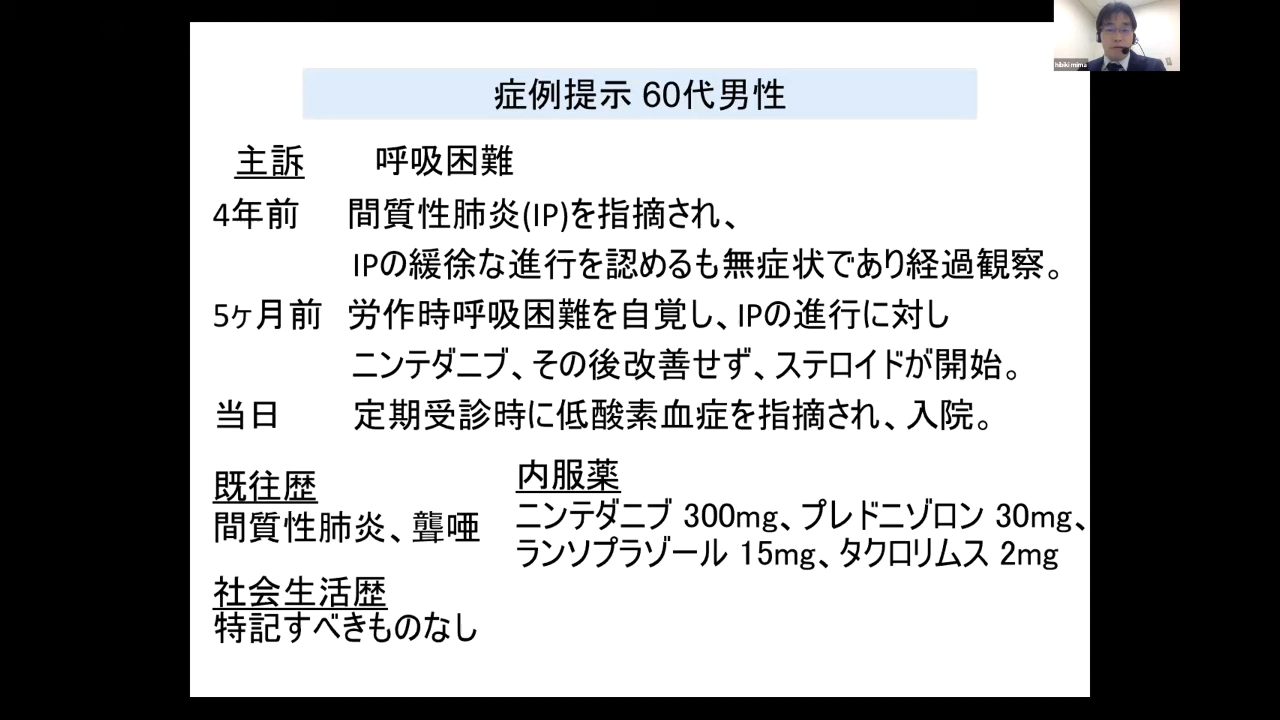 症例提示 60代男性
主訴 呼吸困難
4年前 間質性肺炎(IP)を指摘され、
IPの緩徐な進行を認めるも無症状であり経過観察。
5ヶ月前 労作時呼吸困難を自覚し、IPの進行に対し
ニンテダニブ、その後改善せず、ステロイドが開始。
当日 定期受診時に低酸素血症を指摘され、入院。
既往歴
間質性肺炎、聾唖
内服薬
ニンテダニブ 300mg、プレドニゾロン 30mg、
ランソプラゾール 15mg、タクロリムス 2mg
社会生活歴
特記すべきものなし
hibiki mima